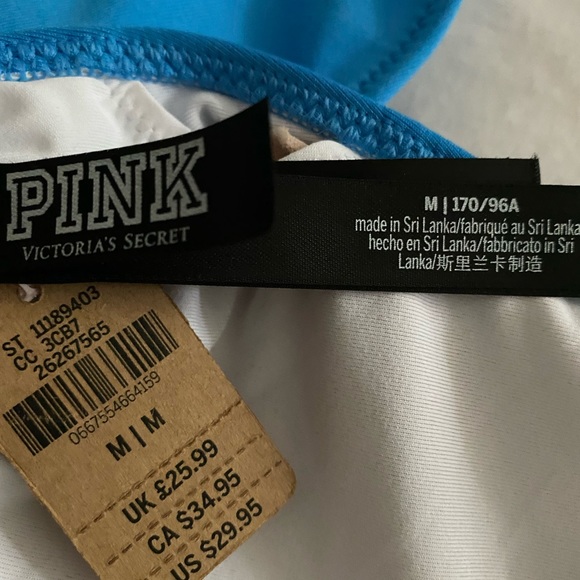 PINK
VICTORIA'S SECRET
M | 170/96A
made in Sri Lanka/fabriqué au Sri Lanka
hecho en Sri Lanka/fabbricato in Sri
Lanka/斯里兰卡制造
ST 11189403
CC 3CB7
26267565
0667554664159
M | M
UK £25.99
CA $34.95
US $29.95